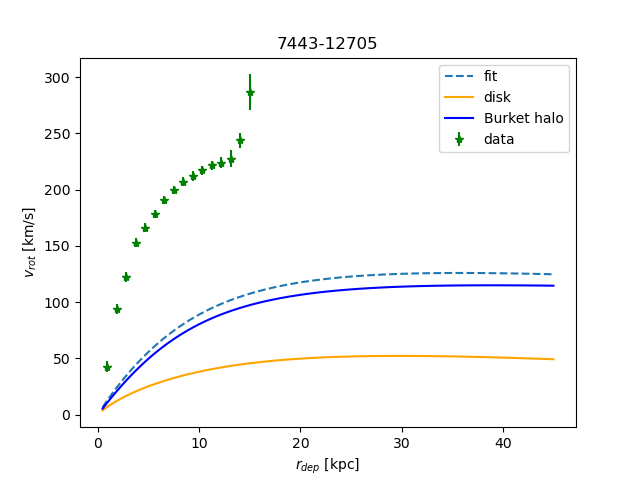 7443-12705
300
250
200
150
100
50
0
v_rot [km/s]
fit
disk
Burket halo
data
0 10 20 30 40
r_dep [kpc]